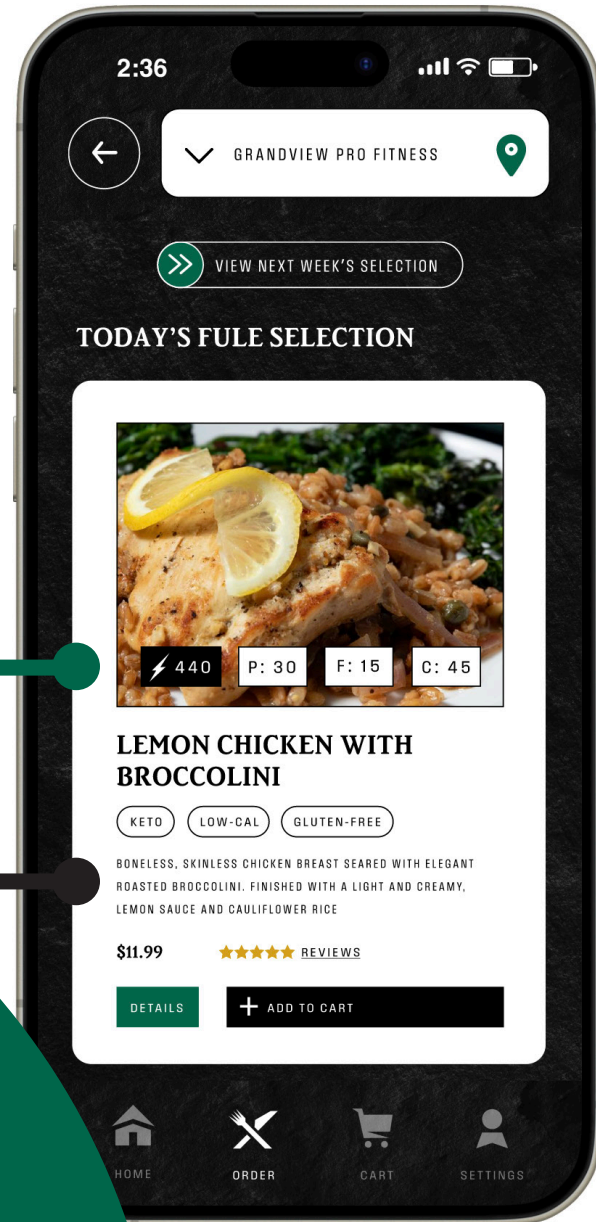 2:36
GRANDVIEW PRO FITNESS
VIEW NEXT WEEK'S SELECTION
TODAY'S FULE SELECTION
440 P: 30 F: 15 C: 45
LEMON CHICKEN WITH
BROCCOLINI
KETO LOW-CAL GLUTEN-FREE
BONELESS, SKINLESS CHICKEN BREAST SEARED WITH ELEGANT
ROASTED BROCCOLINI. FINISHED WITH A LIGHT AND CREAMY,
LEMON SAUCE AND CAULIFLOWER RICE
$11.99 REVIEWS
DETAILS + ADD TO CART
HOME ORDER CART SETTINGS